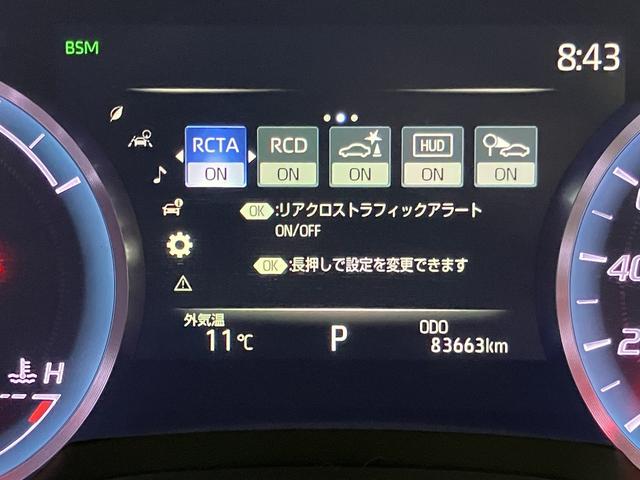 BSM
8:43
RCTA RCD HUD
ON ON ON ON ON
OK :リアクロストラフィックアラート
ON/OFF
OK :長押しで設定を変更できます
外気温
11℃
P
ODO
83663km
H
40
2